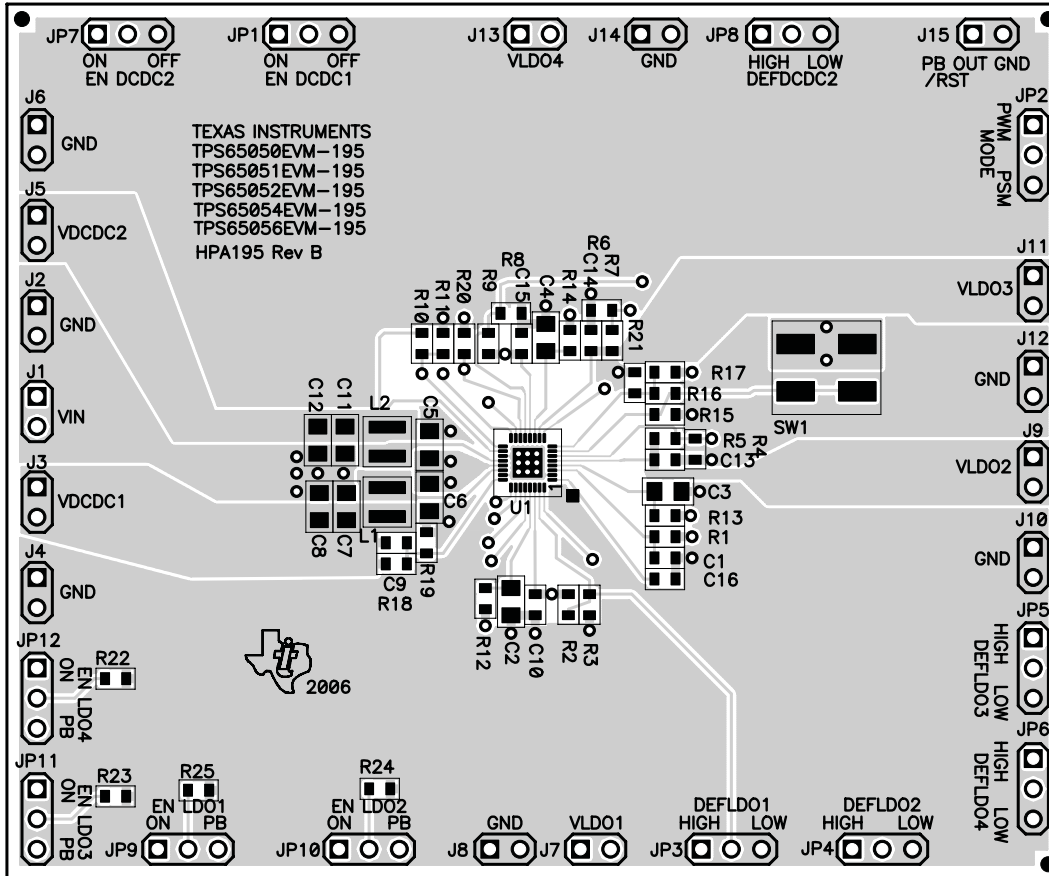 JP7
ON OFF
EN DCDC2
JP1
ON OFF
EN DCDC1
J13
VLDO4
J14
GND
JP8
HIGH LOW
DEFDCDC2
J15
PB OUT GND
/RST
JP2
PWM
MODE
PSM
J6
GND
TEXAS INSTRUMENTS
TPS65050EVM-195
TPS65051EVM-195
TPS65052EVM-195
TPS65054EVM-195
TPS65056EVM-195
HPA195 Rev B
J5
VDCDC2
J11
VLDO3
J2
GND
J12
GND
J1
VIN
J9
VLDO2
J3
VDCDC1
J10
GND
J4
GND
R10
R11
R20
R9
R8
C15
C4
R14
C14
R6
R7
R21
R17
R16
R15
R5
R4
C13
C3
R13
R1
C1
C16
SW1
C12
C11
L2
C5
C6
U1
1
C8
C7
L1
C9
R18
R19
R12
C2
C10
R2
R3
2006
JP12
ON
EN LDO4
PB
R22
JP11
ON
EN LDO3
PB
R23
R25
EN LDO1
ON PB
JP9
R24
EN LDO2
ON PB
JP10
GND
J8
VLDO1
J7
DEFLDO1
HIGH LOW
JP3
DEFLDO2
HIGH LOW
JP4
JP5
HIGH
DEFLDO3
LOW
JP6
HIGH
DEFLDO4
LOW